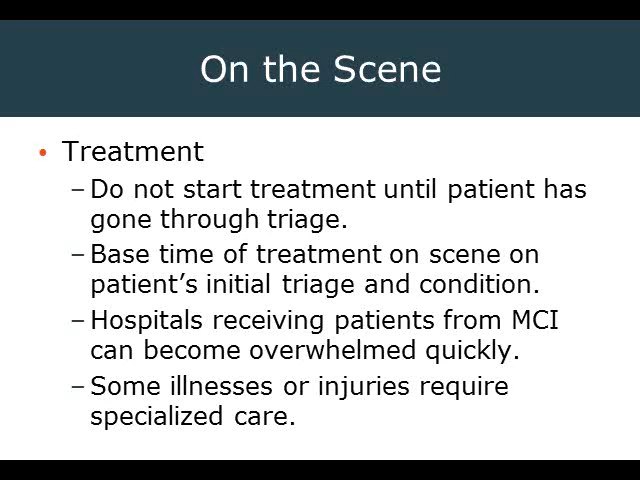 On the Scene
• Treatment
– Do not start treatment until patient has
gone through triage.
– Base time of treatment on scene on
patient’s initial triage and condition.
– Hospitals receiving patients from MCI
can become overwhelmed quickly.
– Some illnesses or injuries require
specialized care.